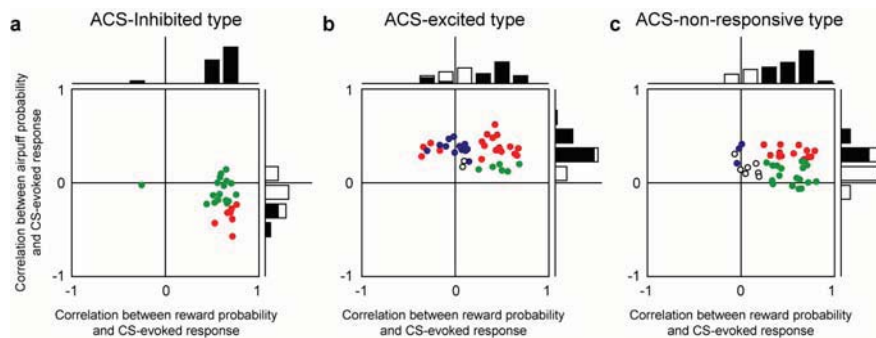 a ACS-Inhibited type
b ACS-excited type
c ACS-non-responsive type
Correlation between airpuff probability
and CS-evoked response
1
0
-1
-1 0 1
Correlation between reward probability
and CS-evoked response
1
0
-1
-1 0 1
Correlation between reward probability
and CS-evoked response
1
0
-1
-1 0 1
Correlation between reward probability
and CS-evoked response